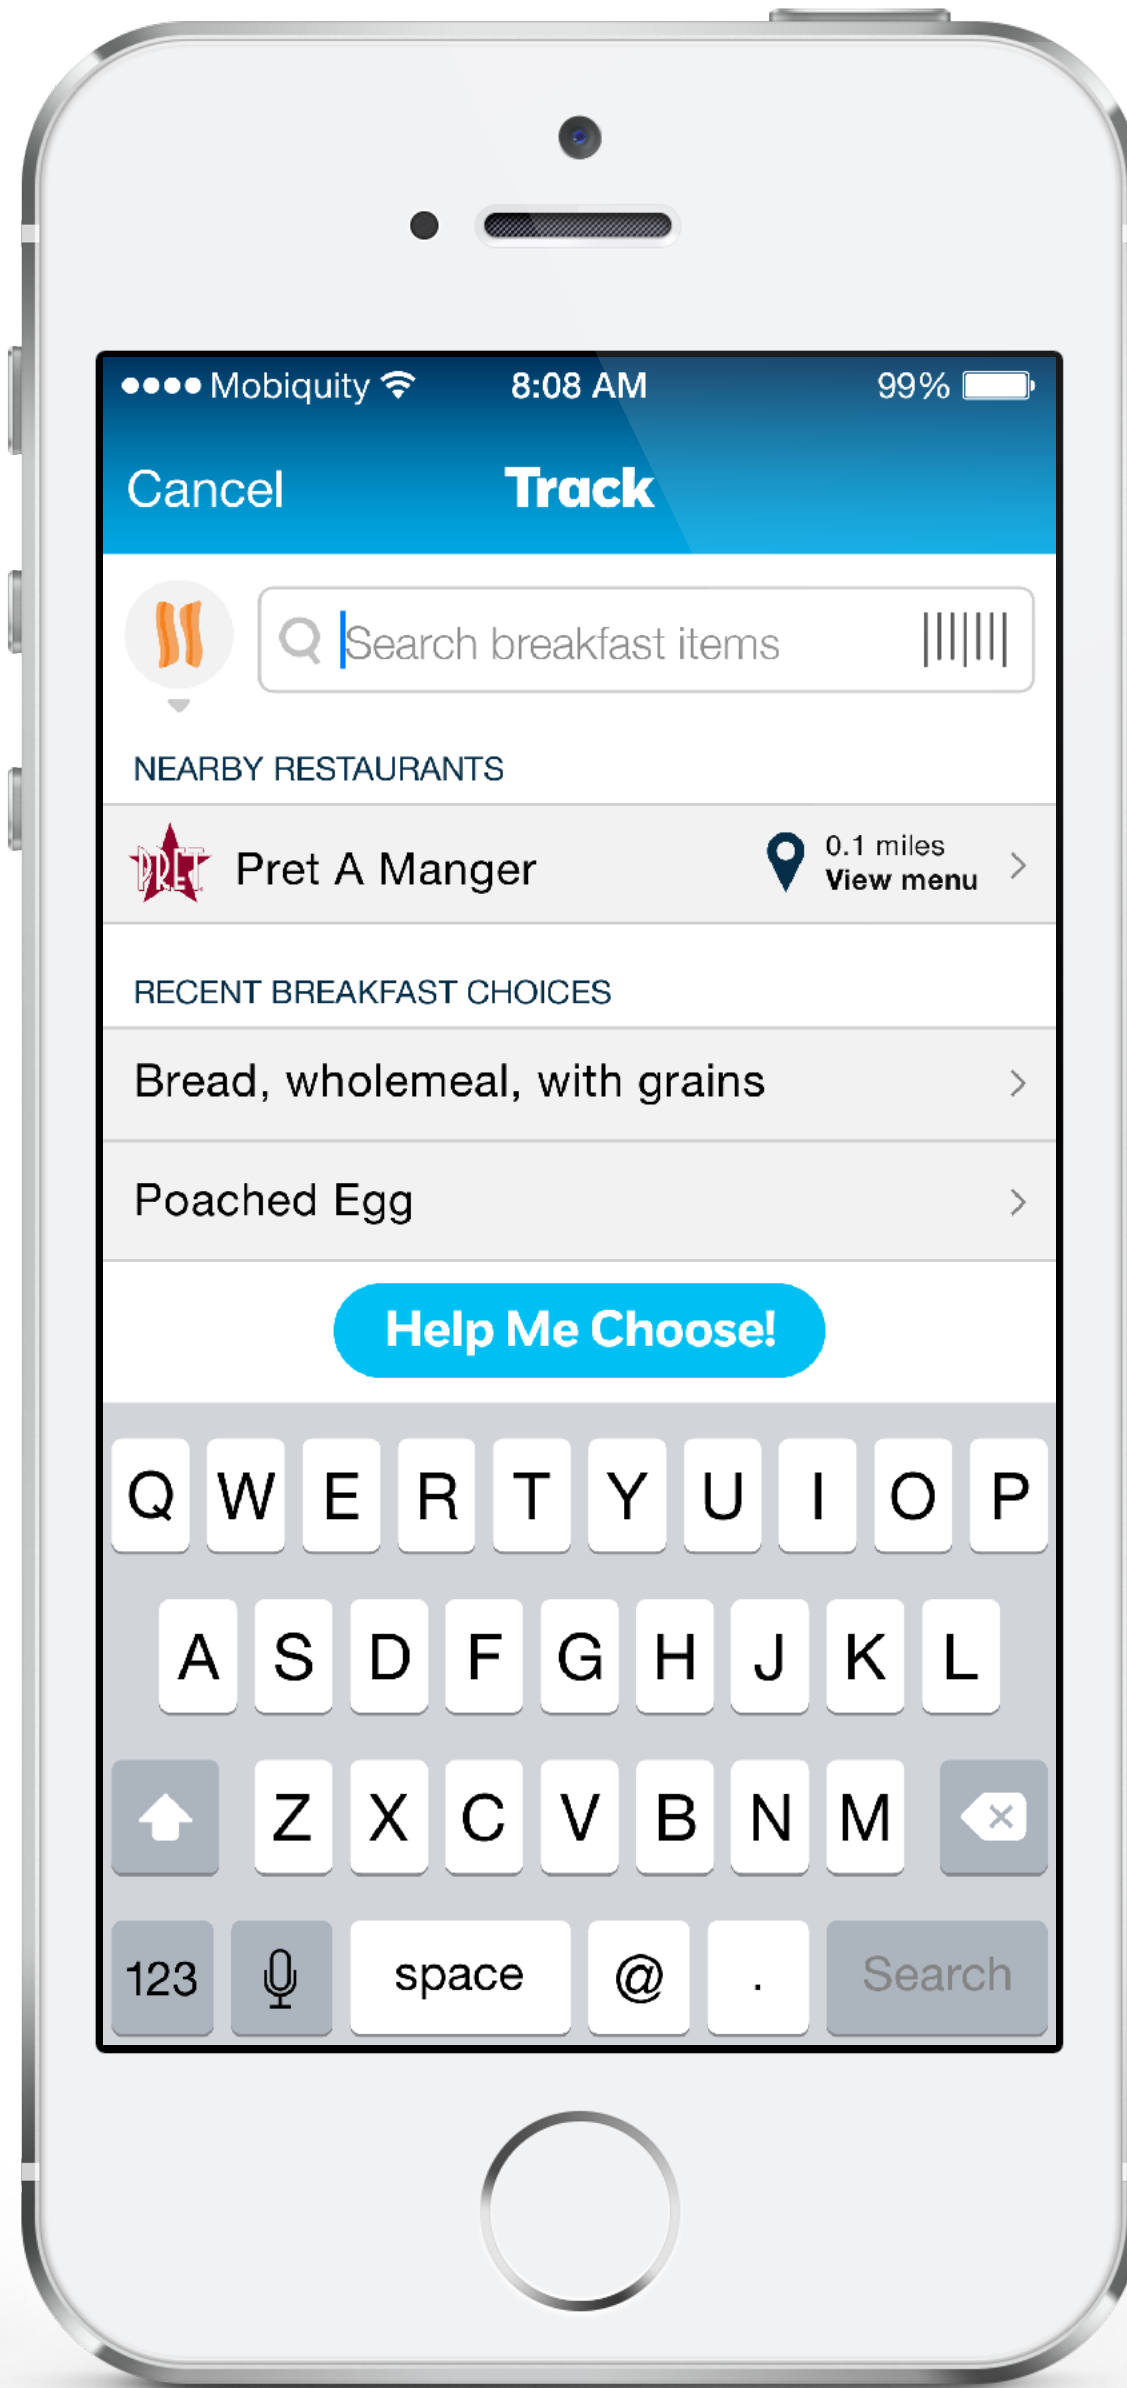 Mobiquity 8:08 AM 99%
Cancel Track
Search breakfast items
NEARBY RESTAURANTS
PRET Pret A Manger 0.1 miles
View menu
RECENT BREAKFAST CHOICES
Bread, wholemeal, with grains
Poached Egg
Help Me Choose!
Q W E R T Y U I O P
A S D F G H J K L
Z X C V B N M
123 space @ . Search